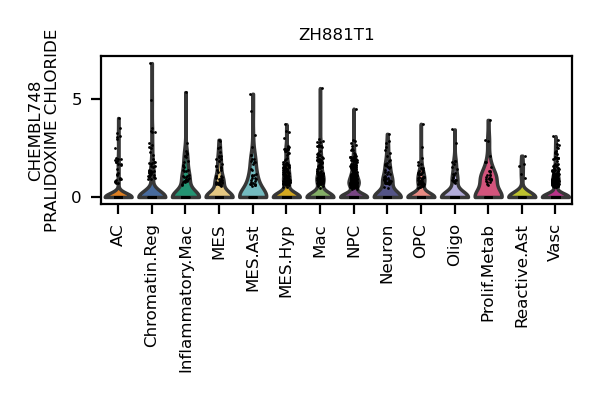 ZH881T1
CHEMBL748
PRALIDOXIME CHLORIDE
5
0
AC
Chromatin.Reg
Inflammatory.Mac
MES
MES.Ast
MES.Hyp
Mac
NPC
Neuron
OPC
Oligo
Prolif.Metab
Reactive.Ast
Vasc